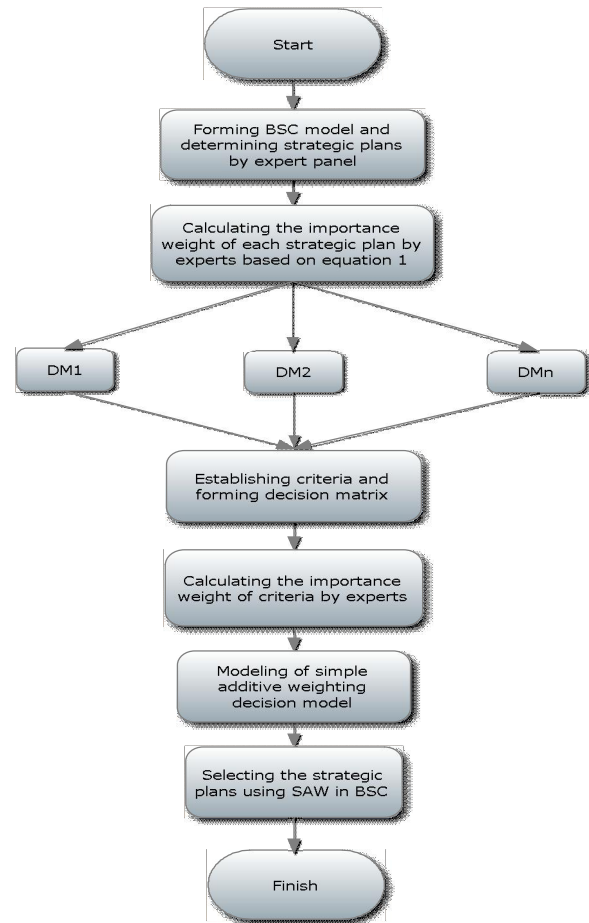 Start
Forming BSC model and
determining strategic plans
by expert panel
Calculating the importance
weight of each strategic plan by
experts based on equation 1
DM1
DM2
DMn
Establishing criteria and
forming decision matrix
Calculating the importance
weight of criteria by experts
Modeling of simple
additive weighting
decision model
Selecting the strategic
plans using SAW in BSC
Finish